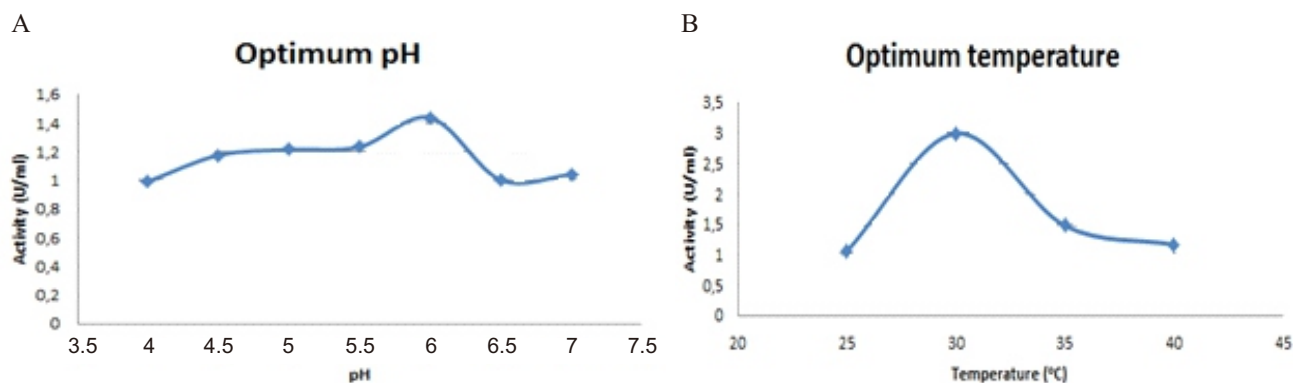 A
Optimum pH
1,6
1,4
1,2
1
0,8
0,6
0,4
0,2
0
Activity (U/ml)
3.5 4 4.5 5 5.5 6 6.5 7 7.5
pH
B
Optimum temperature
3,5
3
2,5
2
1,5
1
0,5
0
Activity (U/ml)
20 25 30 35 40 45
Temperature (°C)